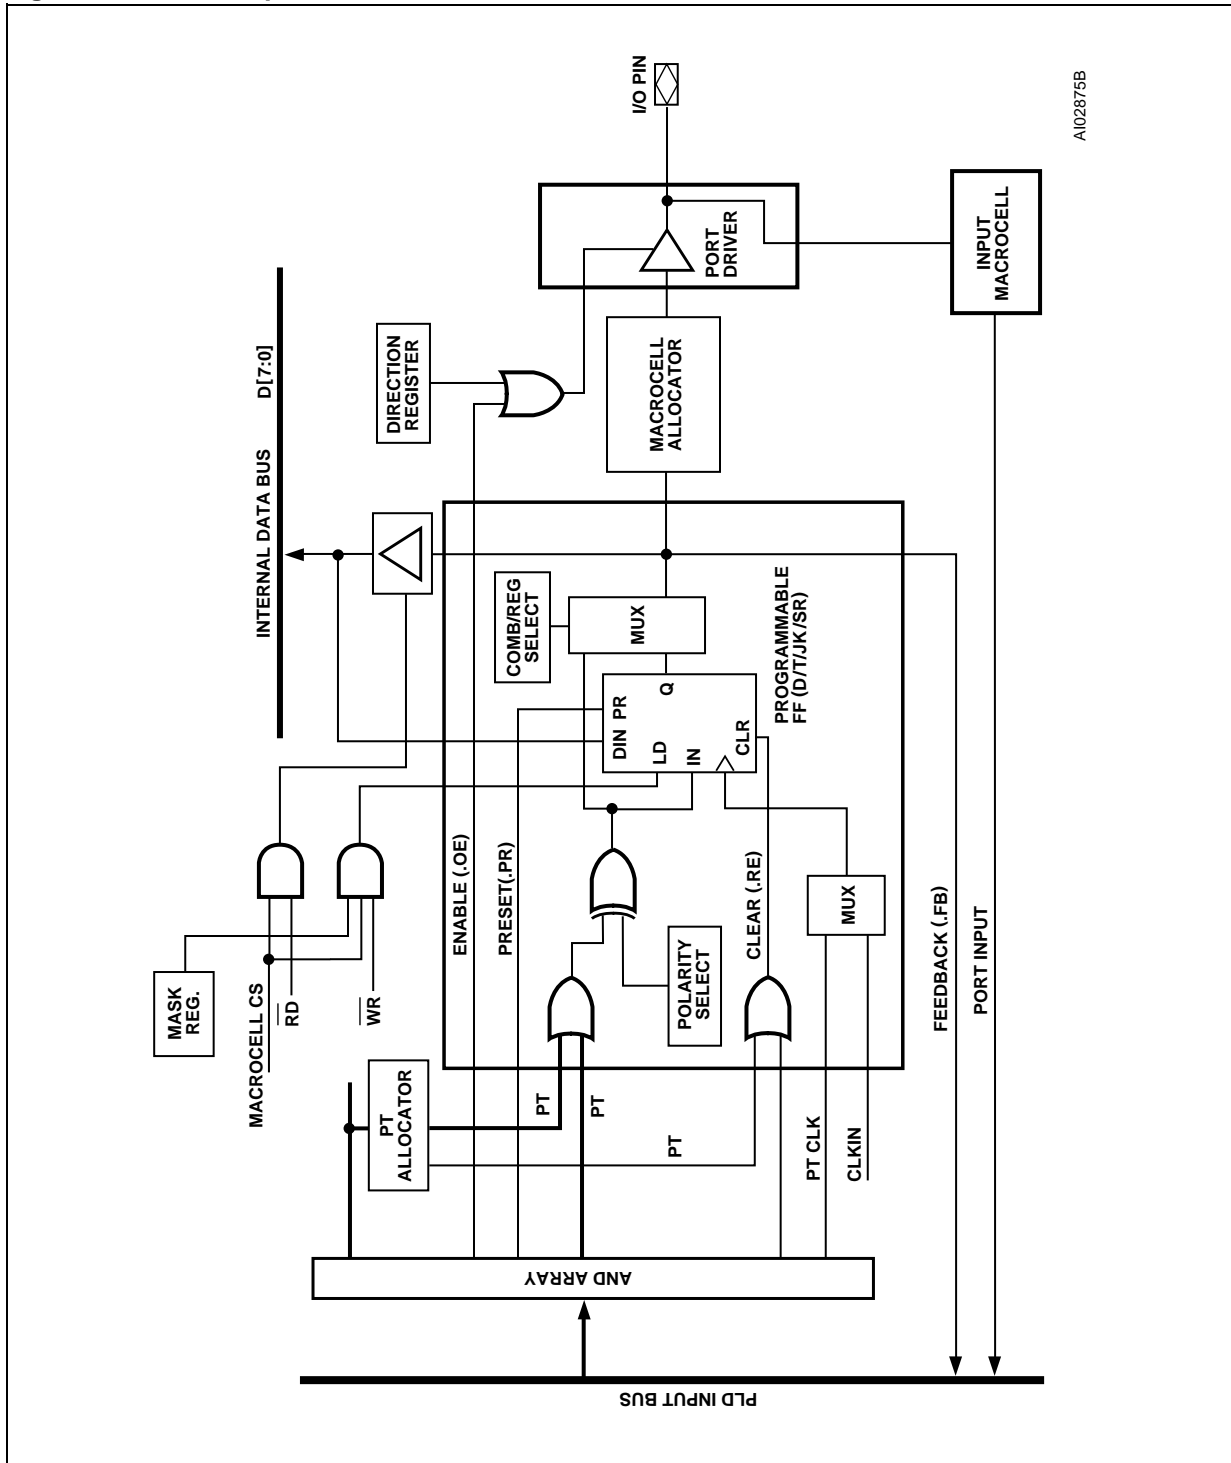 I/O PIN
AI02875B
PORT
DRIVER
INPUT
MACROCELL
DIRECTION
REGISTER
MACROCELL
ALLOCATOR
INTERNAL DATA BUS D[7:0]
COMB/REG
SELECT
MUX
PROGRAMMABLE
FF (D/T/JK/SR)
DIN PR
LD
IN
Q
CLR
ENABLE (.OE)
PRESET(.PR)
CLEAR (.RE)
MUX
POLARITY
SELECT
FEEDBACK (.FB)
PORT INPUT
MASK
REG.
MACROCELL CS
RD
WR
PT
ALLOCATOR
PT
PT
PT
PT CLK
CLKIN
AND ARRAY
PLD INPUT BUS